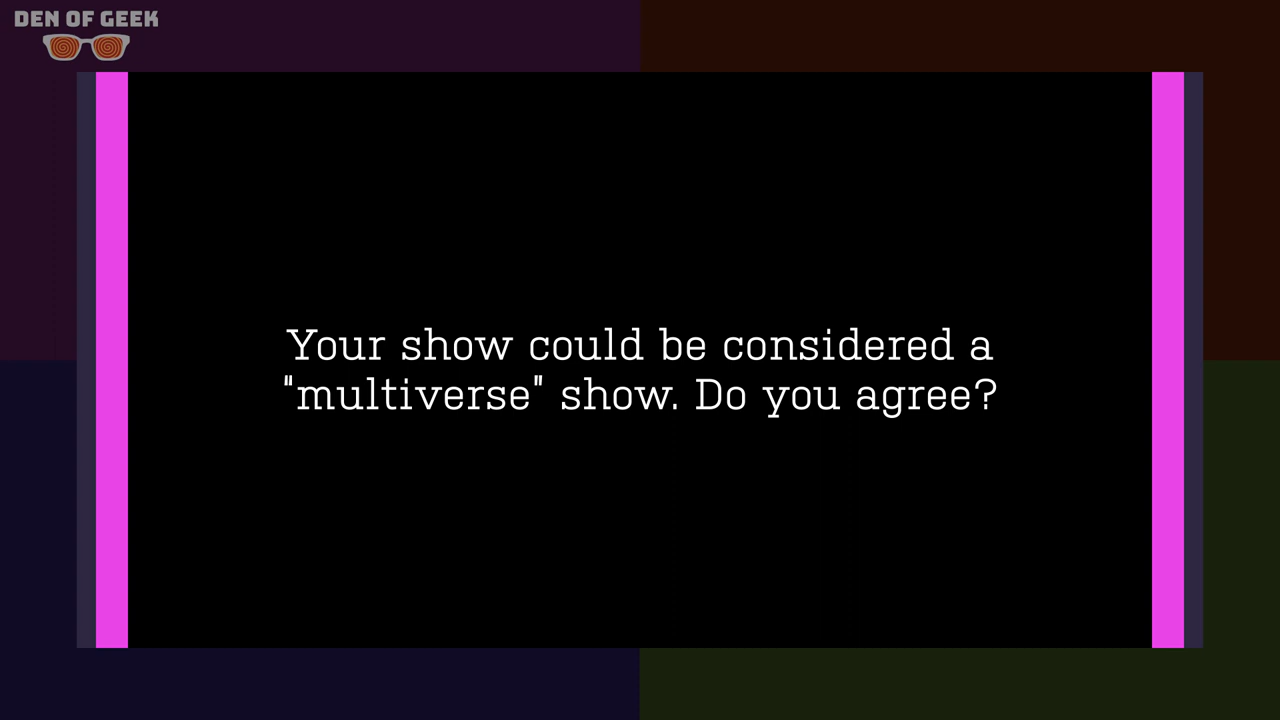 DEN OF GEEK
Your show could be considered a
"multiverse" show. Do you agree?